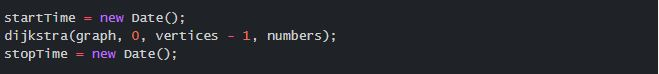 startTime = new Date();
dijkstra(graph, 0, vertices - 1, numbers);
stopTime = new Date();